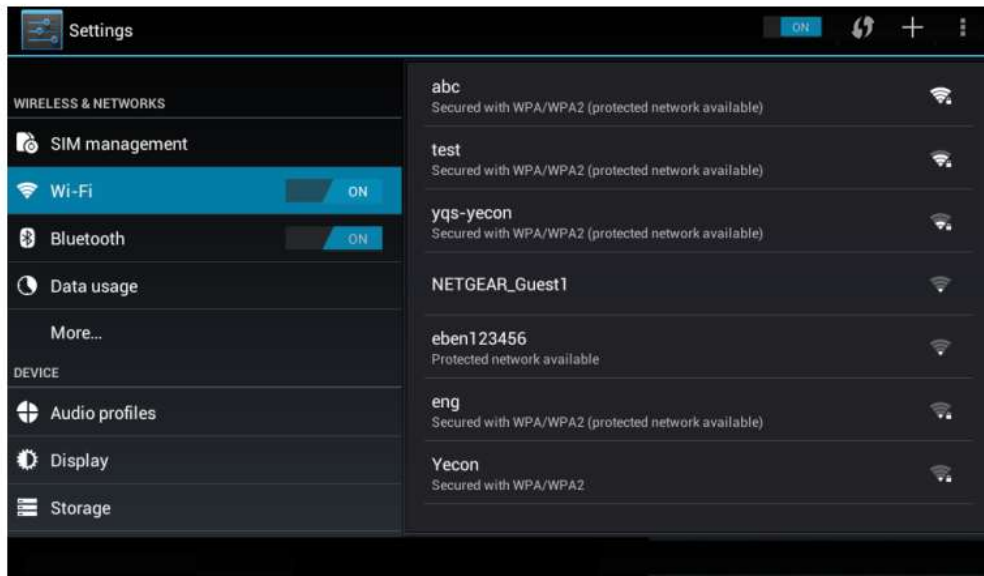 Settings
ON
WIRELESS & NETWORKS
SIM management
Wi-Fi
ON
Bluetooth
ON
Data usage
More...
DEVICE
Audio profiles
Display
Storage
abc
Secured with WPA/WPA2 (protected network available)
test
Secured with WPA/WPA2 (protected network available)
yqs-yecon
Secured with WPA/WPA2 (protected network available)
NETGEAR_Guest1
eben123456
Protected network available
eng
Secured with WPA/WPA2 (protected network available)
Yecon
Secured with WPA/WPA2